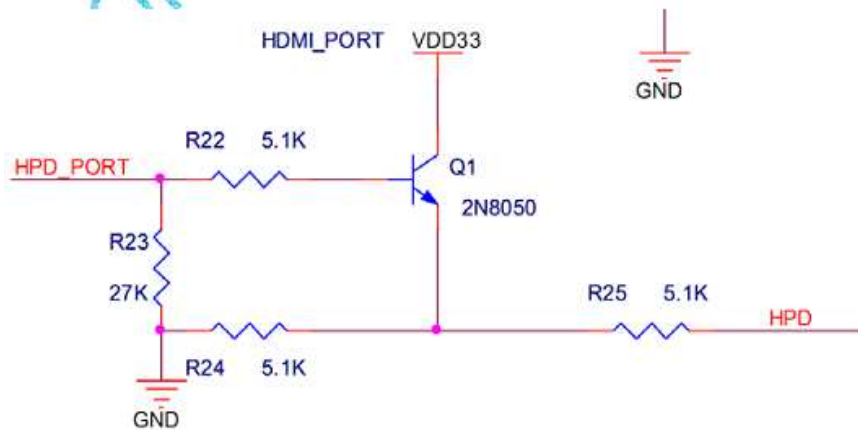 HDMI_PORT VDD33
GND
R22 5.1K
HPD_PORT
Q1
2N8050
R23
27K
R25 5.1K
HPD
R24 5.1K
GND